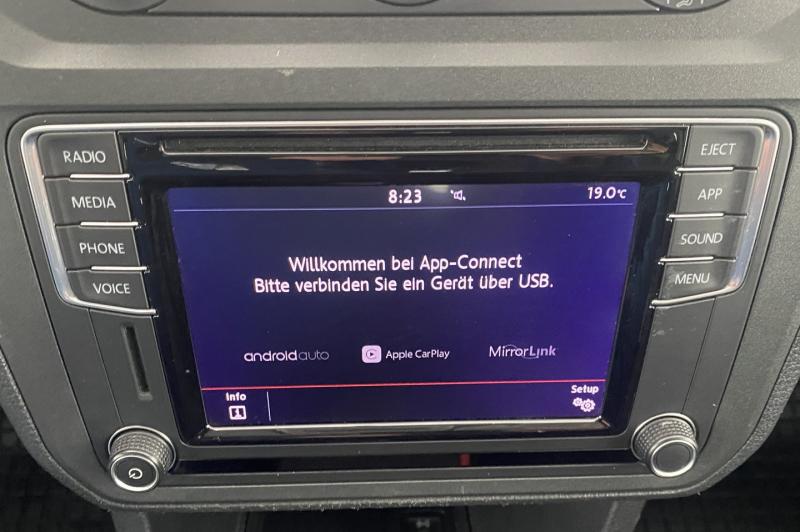 RADIO
MEDIA
PHONE
VOICE
EJECT
APP
SOUND
MENU
8:23
19.0°C
Willkommen bei App-Connect
Bitte verbinden Sie ein Gerät über USB.
androidauto
Apple CarPlay
MirrorLink
Info
Setup